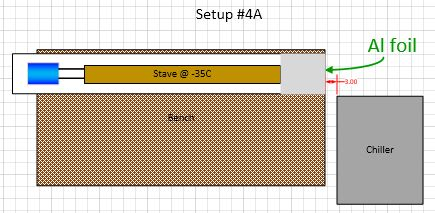 Setup #4A
Al foil
Stave @ -35C
3.00
Bench
Chiller